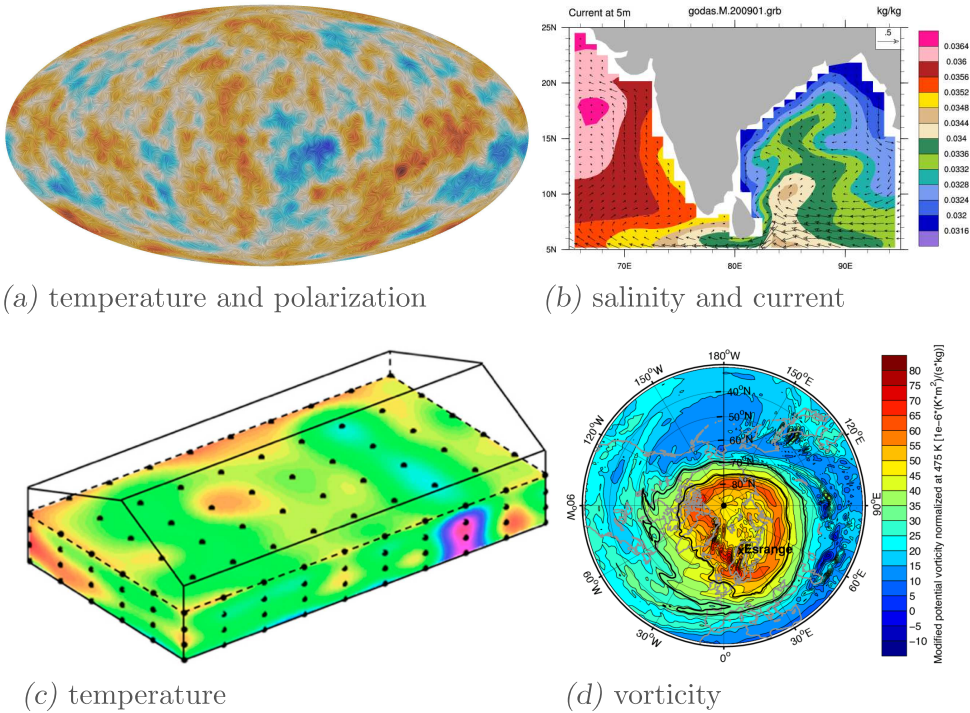 Current at 5m godas.M.200901.grb kg/kg
25N
20N
15N
10N
5N
70E 80E 90E
.5
0.0364
0.036
0.0356
0.0352
0.0348
0.0344
0.034
0.0336
0.0332
0.0328
0.0324
0.032
0.0316
(a) temperature and polarization
(b) salinity and current
180°W
150°W
150°E
120°W
120°E
90°W
90°E
60°W
60°E
30°W
30°E
0°
40°N
50°N
60°N
70°N
80°N
xEsrange
80
75
70
65
60
55
50
45
40
35
30
25
20
15
10
5
0
−5
−10
Modified potential vorticity normalized at 475 K [1e−6*(K*m²)/(s*kg)]
(c) temperature
(d) vorticity